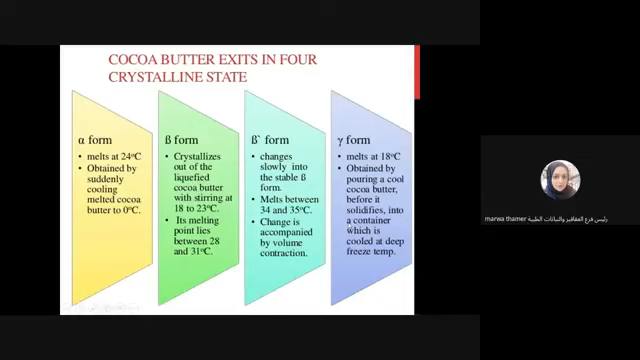 COCOA BUTTER EXITS IN FOUR
CRYSTALLINE STATE
α form
• melts at 24ºC
• Obtained by
suddenly
cooling
melted cocoa
butter to 0ºC.
ß form
• Crystallizes
out of the
liquefied
cocoa butter
with stirring at
18 to 23ºC.
• Its melting
point lies
between 28
and 31ºC.
ß` form
• changes
slowly into
the stable ß
form.
• Melts between
34 and 35ºC.
• Change is
accompanied
by volume
contraction.
γ form
• melts at 18ºC
• Obtained by
pouring a cool
cocoa butter,
before it
solidifies, into
a container
which is
cooled at deep
freeze temp.
marwa thamer رئيس فرع العقاقير والنباتات الطبية